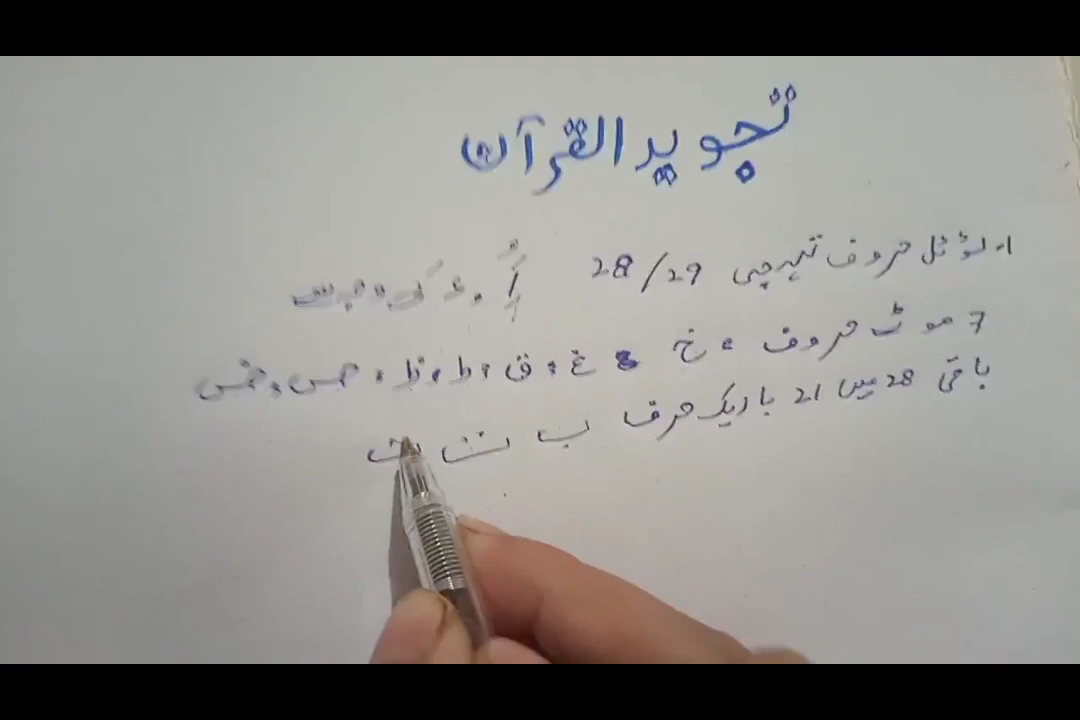 تجوید القرآن
۱۔ ٹوٹل حروف تہجی 28/29
7 موٹے حروف خ غ ، ق ، ط ، ظ ، ص ، ض
باقی 28 میں 21 باریک حرف ب ت ث